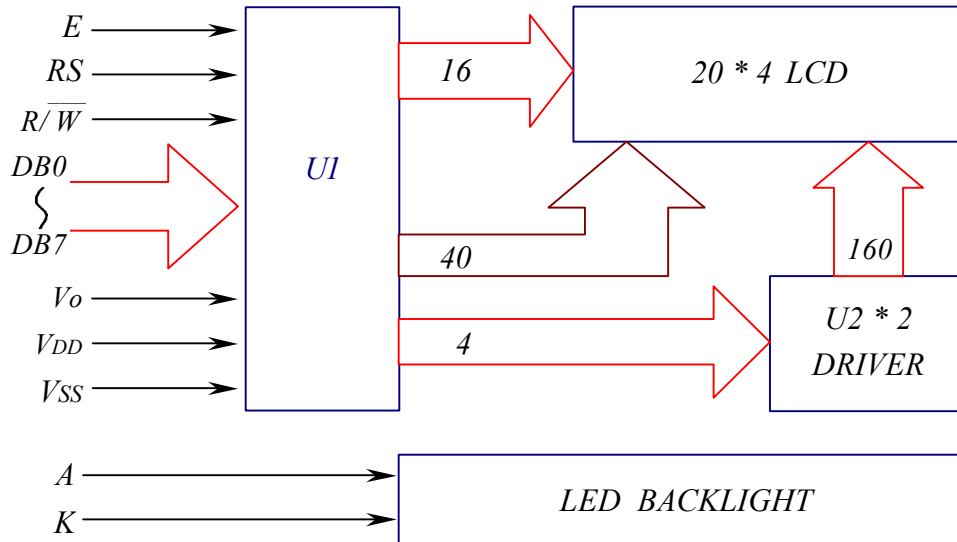 E
RS
R/W̅
DB0
DB7
Vo
VDD
VSS
A
K
U1
16
40
4
20 * 4 LCD
160
U2 * 2
DRIVER
LED BACKLIGHT